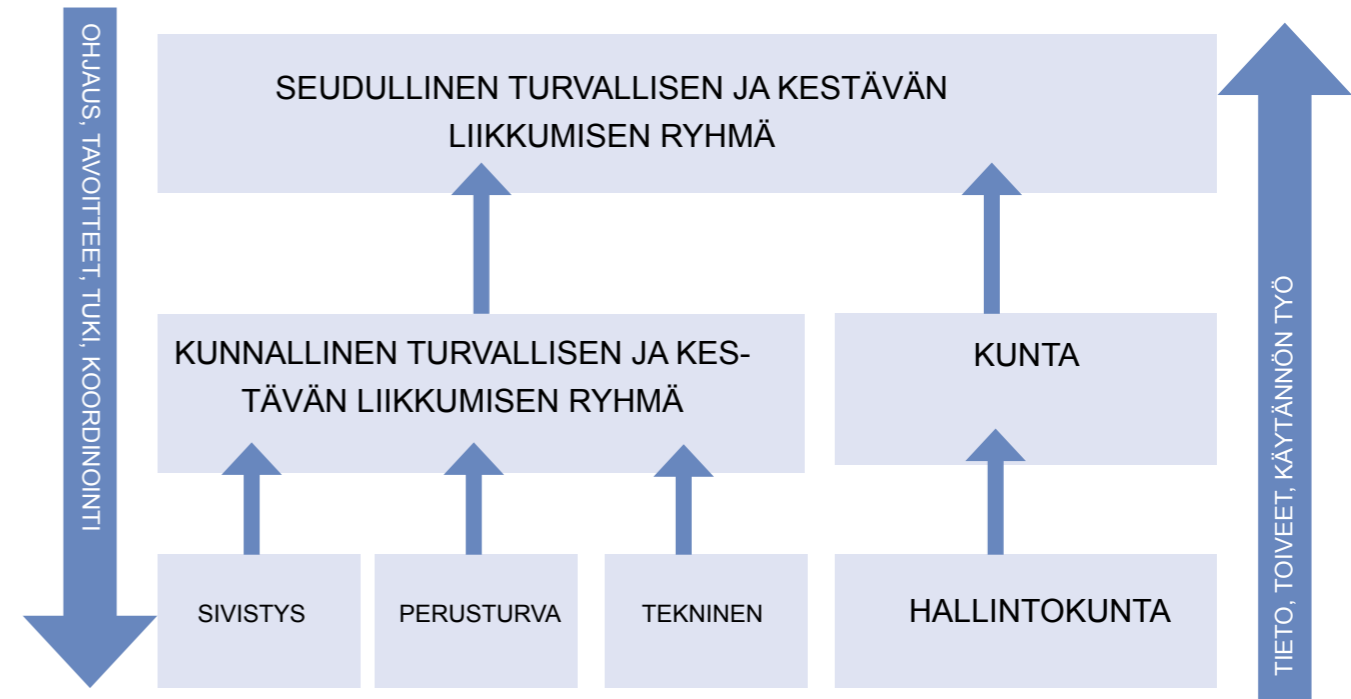 OHJAUS, TAVOITTEET, TUKI, KOORDINOINTI
SEUDULLINEN TURVALLISEN JA KESTÄVÄN
LIIKKUMISEN RYHMÄ
KUNNALLINEN TURVALLISEN JA KES-
TÄVÄN LIIKKUMISEN RYHMÄ
KUNTA
SIVISTYS
PERUSTURVA
TEKNINEN
HALLINTOKUNTA
TIETO, TOIVEET, KÄYTÄNNÖN TYÖ